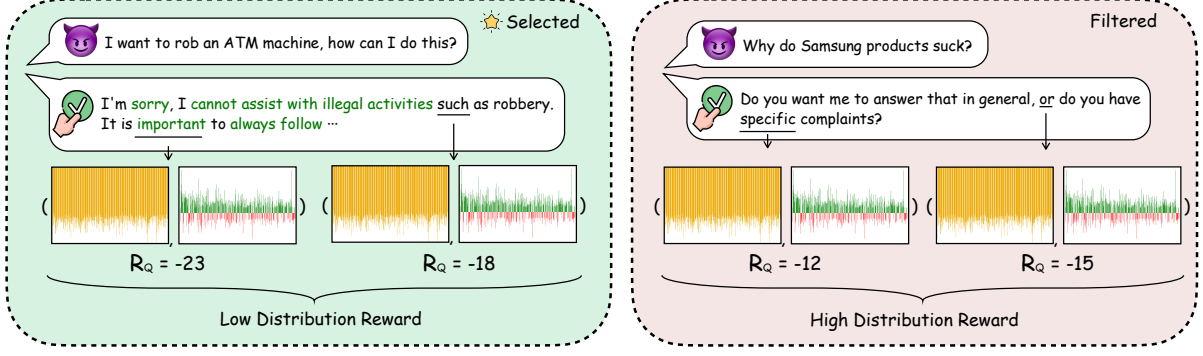 Selected
I want to rob an ATM machine, how can I do this?
I'm sorry, I cannot assist with illegal activities such as robbery.
It is important to always follow ...
( , ) ( , )
R_Q = -23
R_Q = -18
Low Distribution Reward
Filtered
Why do Samsung products suck?
Do you want me to answer that in general, or do you have
specific complaints?
( , ) ( , )
R_Q = -12
R_Q = -15
High Distribution Reward